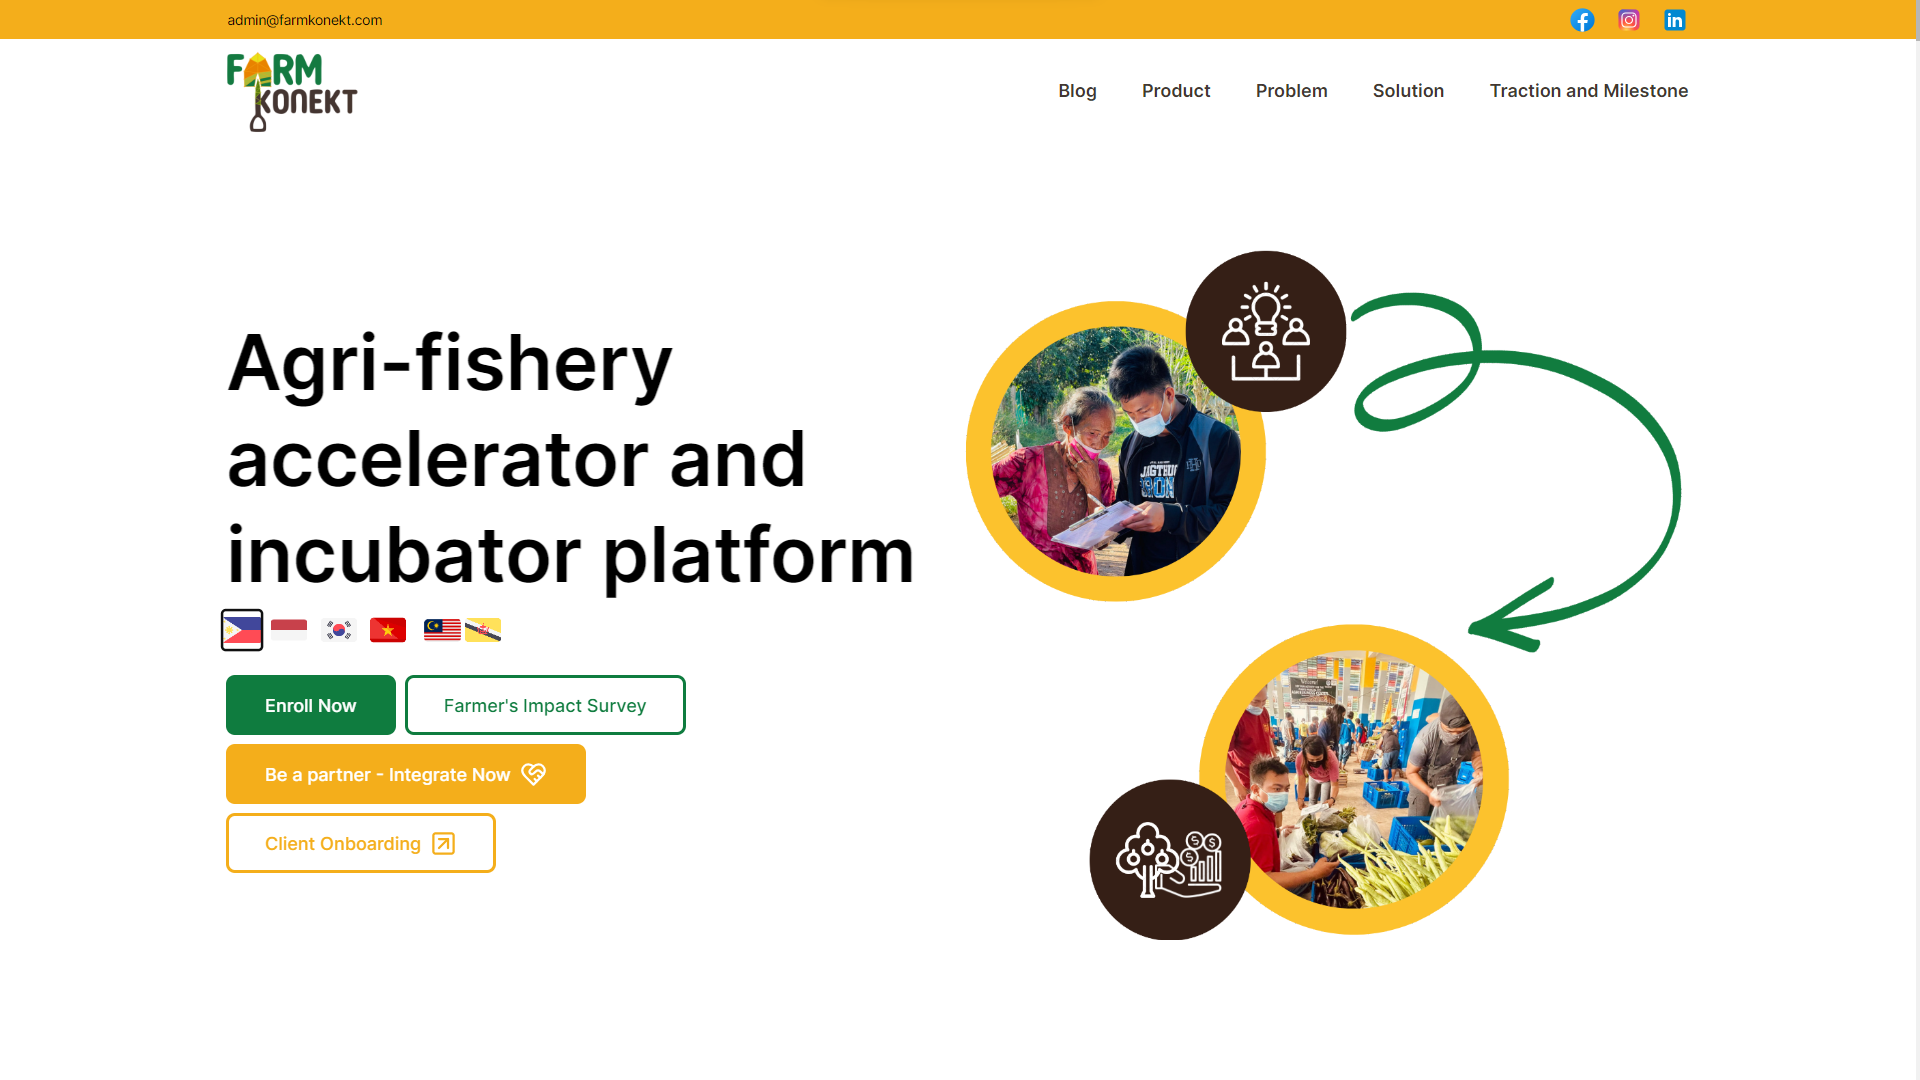 admin@farmkonekt.com
FARM
KONEKT
Blog
Product
Problem
Solution
Traction and Milestone
Agri-fishery
accelerator and
incubator platform
Enroll Now
Farmer's Impact Survey
Be a partner - Integrate Now
Client Onboarding